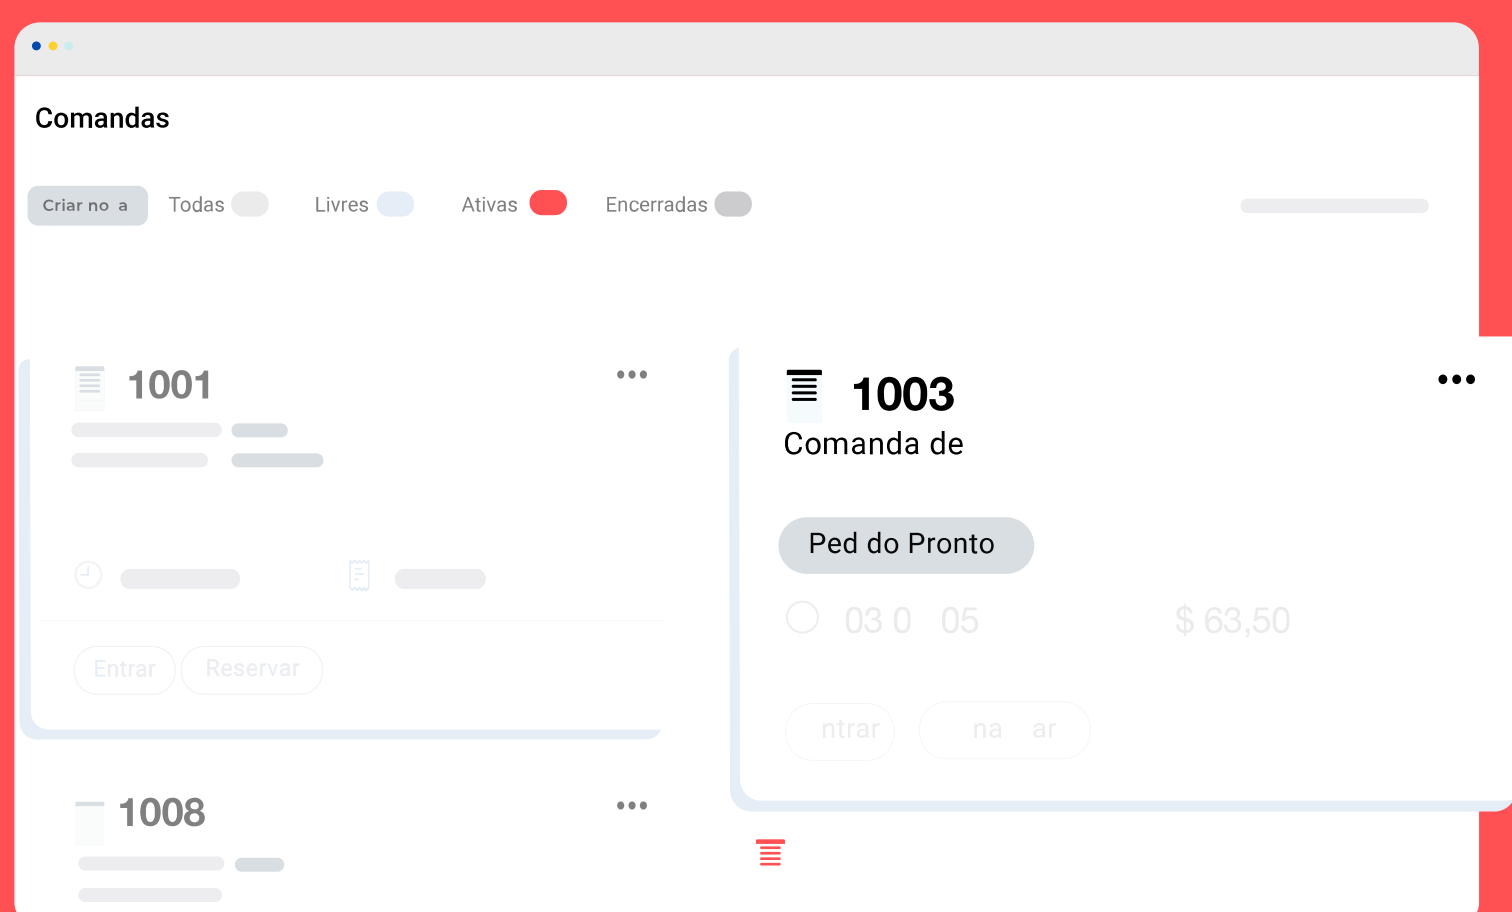 Comandas
Criar no a Todas Livres Ativas Encerradas
1001
Entrar Reservar
1008
1003
Comanda de
Ped do Pronto
03 0 05 $ 63,50
ntrar na ar